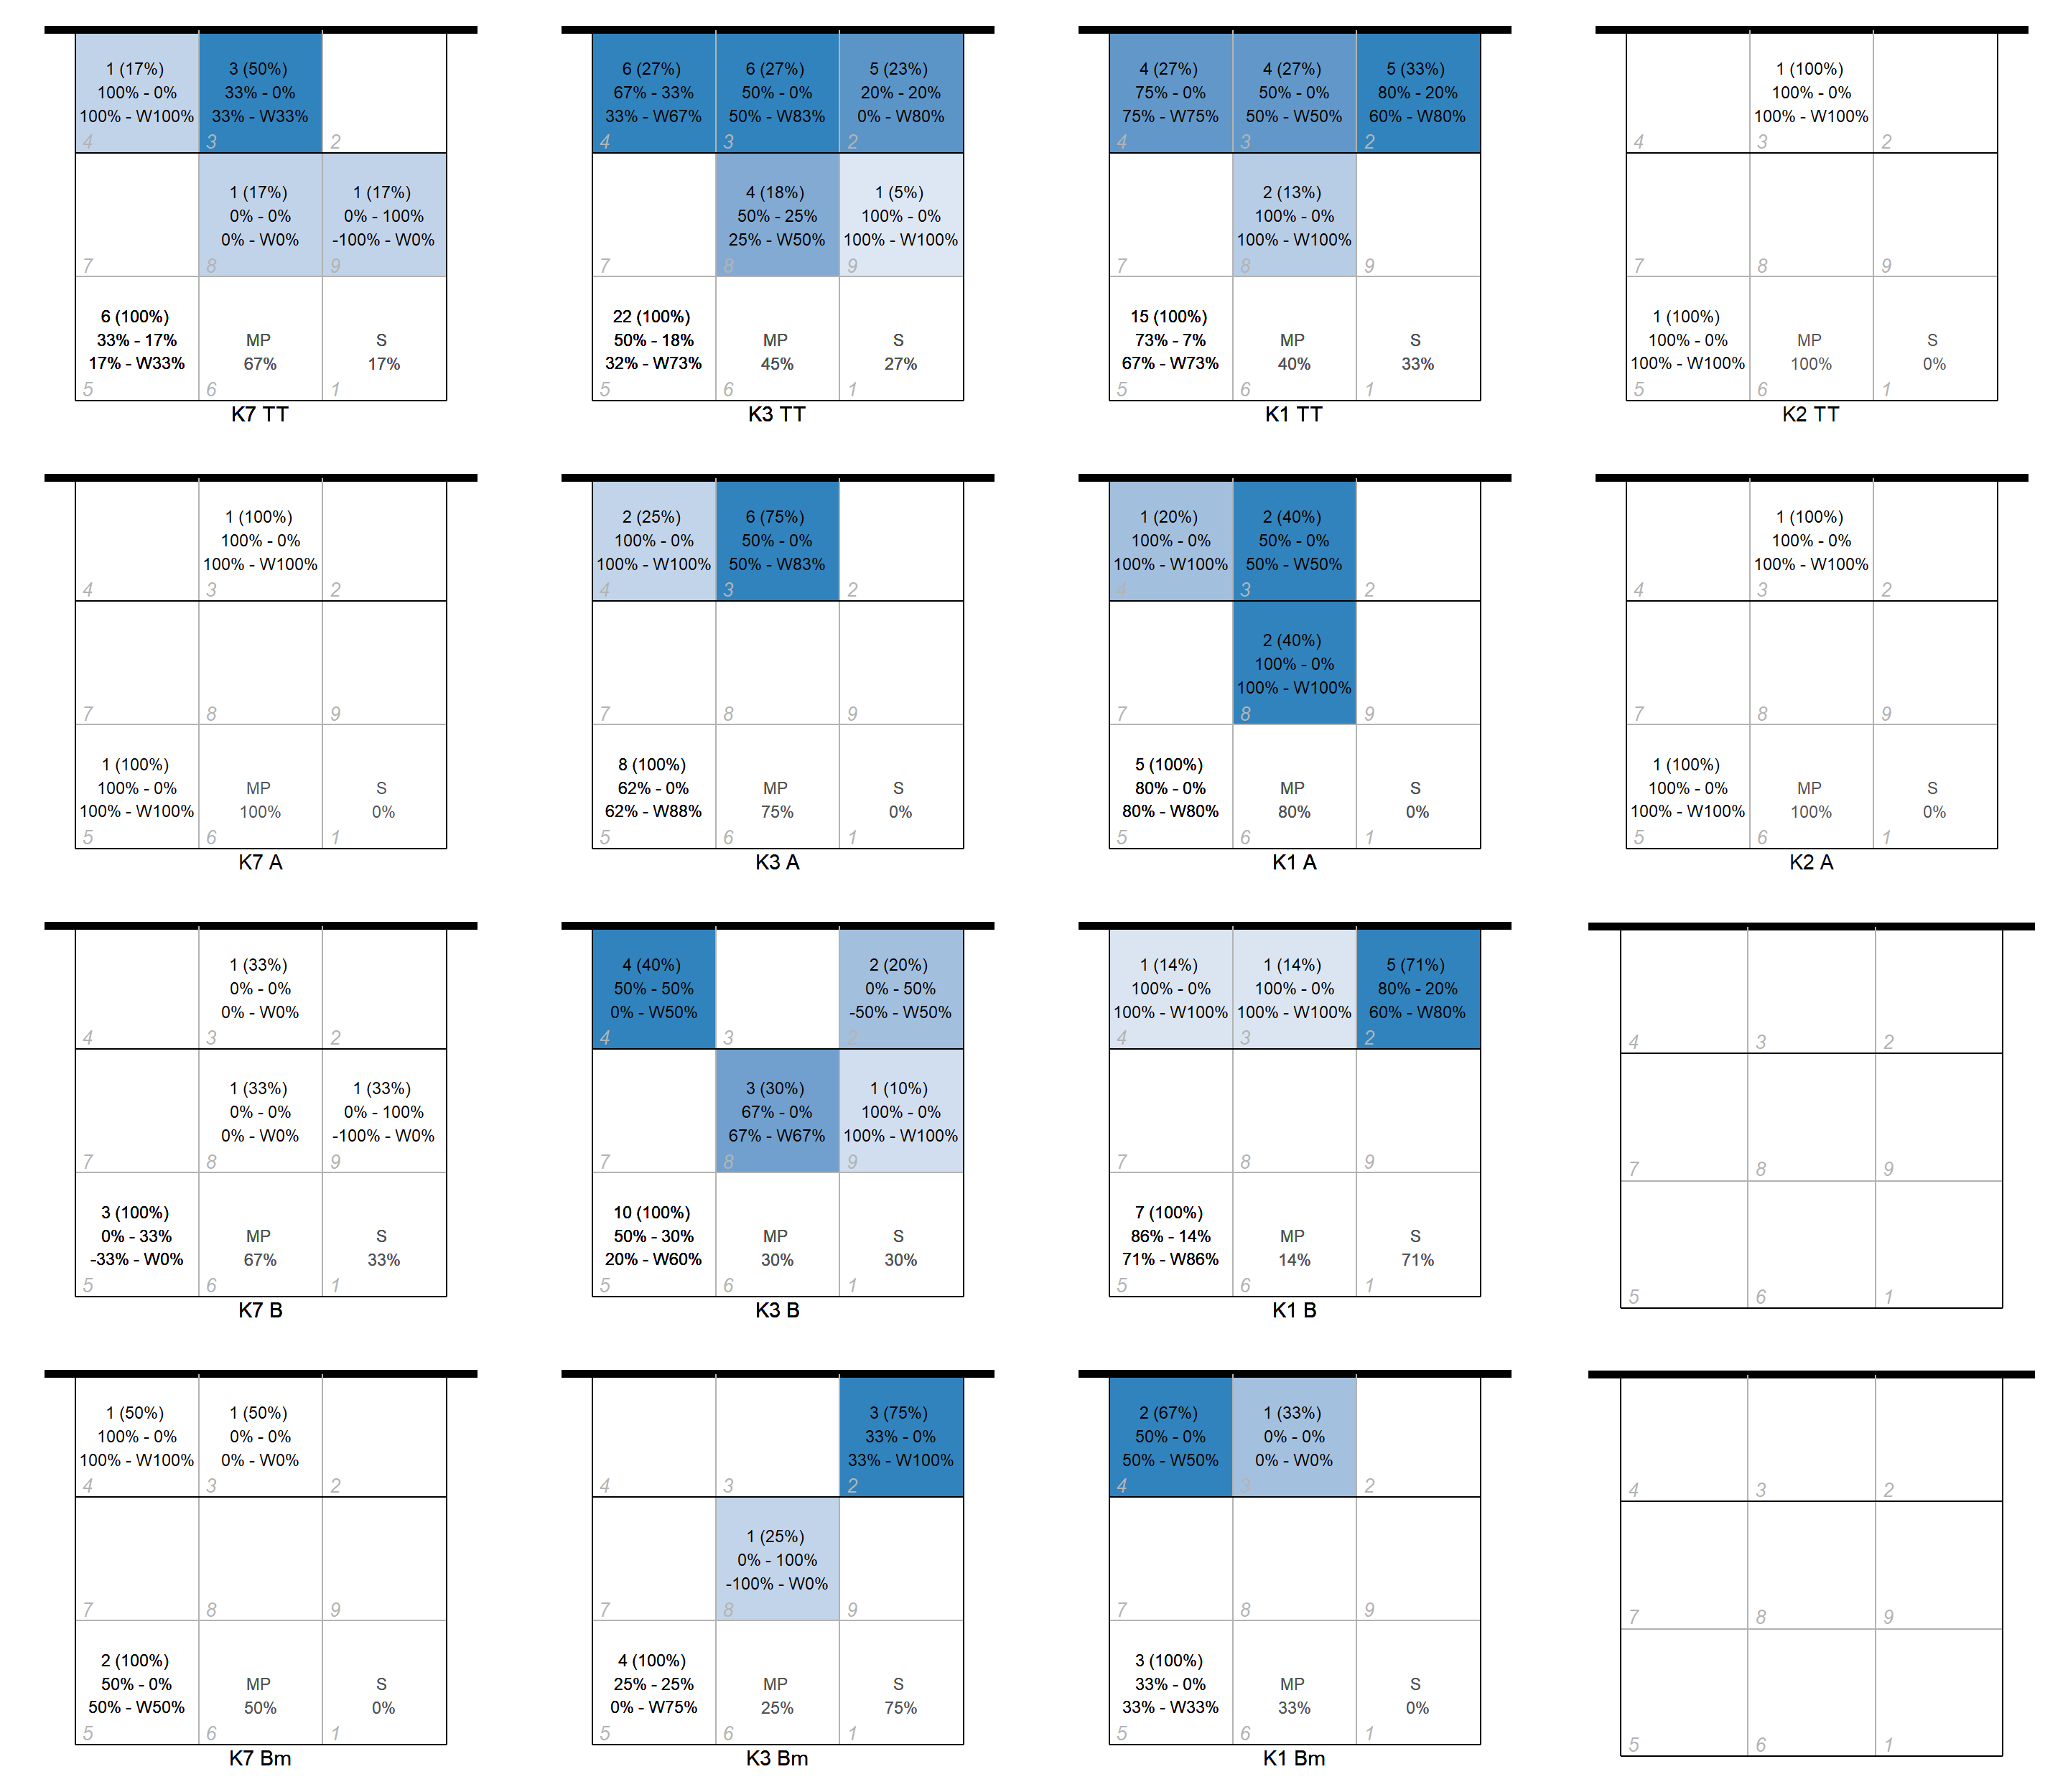 1 (17%)
100% - 0%
100% - W100%
4
3 (50%)
33% - 0%
33% - W33%
3
2
7
1 (17%)
0% - 0%
0% - W0%
8
1 (17%)
0% - 100%
-100% - W0%
9
6 (100%)
33% - 17%
17% - W33%
5
MP
67%
6
S
17%
1
K7 TT
6 (27%)
67% - 33%
33% - W67%
4
6 (27%)
50% - 0%
50% - W83%
3
5 (23%)
20% - 20%
0% - W80%
2
7
4 (18%)
50% - 25%
25% - W50%
8
1 (5%)
100% - 0%
100% - W100%
9
22 (100%)
50% - 18%
32% - W73%
5
MP
45%
6
S
27%
1
K3 TT
4 (27%)
75% - 0%
75% - W75%
4
4 (27%)
50% - 0%
50% - W50%
3
5 (33%)
80% - 20%
60% - W80%
2
7
2 (13%)
100% - 0%
100% - W100%
8
9
15 (100%)
73% - 7%
67% - W73%
5
MP
40%
6
S
33%
1
K1 TT
4
1 (100%)
100% - 0%
100% - W100%
3
2
7
8
9
1 (100%)
100% - 0%
100% - W100%
5
MP
100%
6
S
0%
1
K2 TT
4
1 (100%)
100% - 0%
100% - W100%
3
2
7
8
9
1 (100%)
100% - 0%
100% - W100%
5
MP
100%
6
S
0%
1
K7 A
2 (25%)
100% - 0%
100% - W100%
4
6 (75%)
50% - 0%
50% - W83%
3
2
7
8
9
8 (100%)
62% - 0%
62% - W88%
5
MP
75%
6
S
0%
1
K3 A
1 (20%)
100% - 0%
100% - W100%
4
2 (40%)
50% - 0%
50% - W50%
3
2
7
2 (40%)
100% - 0%
100% - W100%
8
9
5 (100%)
80% - 0%
80% - W80%
5
MP
80%
6
S
0%
1
K1 A
4
1 (100%)
100% - 0%
100% - W100%
3
2
7
8
9
1 (100%)
100% - 0%
100% - W100%
5
MP
100%
6
S
0%
1
K2 A
4
1 (33%)
0% - 0%
0% - W0%
3
2
7
1 (33%)
0% - 0%
0% - W0%
8
1 (33%)
0% - 100%
-100% - W0%
9
3 (100%)
0% - 33%
-33% - W0%
5
MP
67%
6
S
33%
1
K7 B
4 (40%)
50% - 50%
0% - W50%
4
3
2 (20%)
0% - 50%
-50% - W50%
2
7
3 (30%)
67% - 0%
67% - W67%
8
1 (10%)
100% - 0%
100% - W100%
9
10 (100%)
50% - 30%
20% - W60%
5
MP
30%
6
S
30%
1
K3 B
1 (14%)
100% - 0%
100% - W100%
4
1 (14%)
100% - 0%
100% - W100%
3
5 (71%)
80% - 20%
60% - W80%
2
7
8
9
7 (100%)
86% - 14%
71% - W86%
5
MP
14%
6
S
71%
1
K1 B
4
3
2
7
8
9
5
6
1
1 (50%)
100% - 0%
100% - W100%
4
1 (50%)
0% - 0%
0% - W0%
3
2
7
8
9
2 (100%)
50% - 0%
50% - W50%
5
MP
50%
6
S
0%
1
K7 Bm
4
3
3 (75%)
33% - 0%
33% - W100%
2
7
1 (25%)
0% - 100%
-100% - W0%
8
9
4 (100%)
25% - 25%
0% - W75%
5
MP
25%
6
S
75%
1
K3 Bm
2 (67%)
50% - 0%
50% - W50%
4
1 (33%)
0% - 0%
0% - W0%
3
2
7
8
9
3 (100%)
33% - 0%
33% - W33%
5
MP
33%
6
S
0%
1
K1 Bm
4
3
2
7
8
9
5
6
1